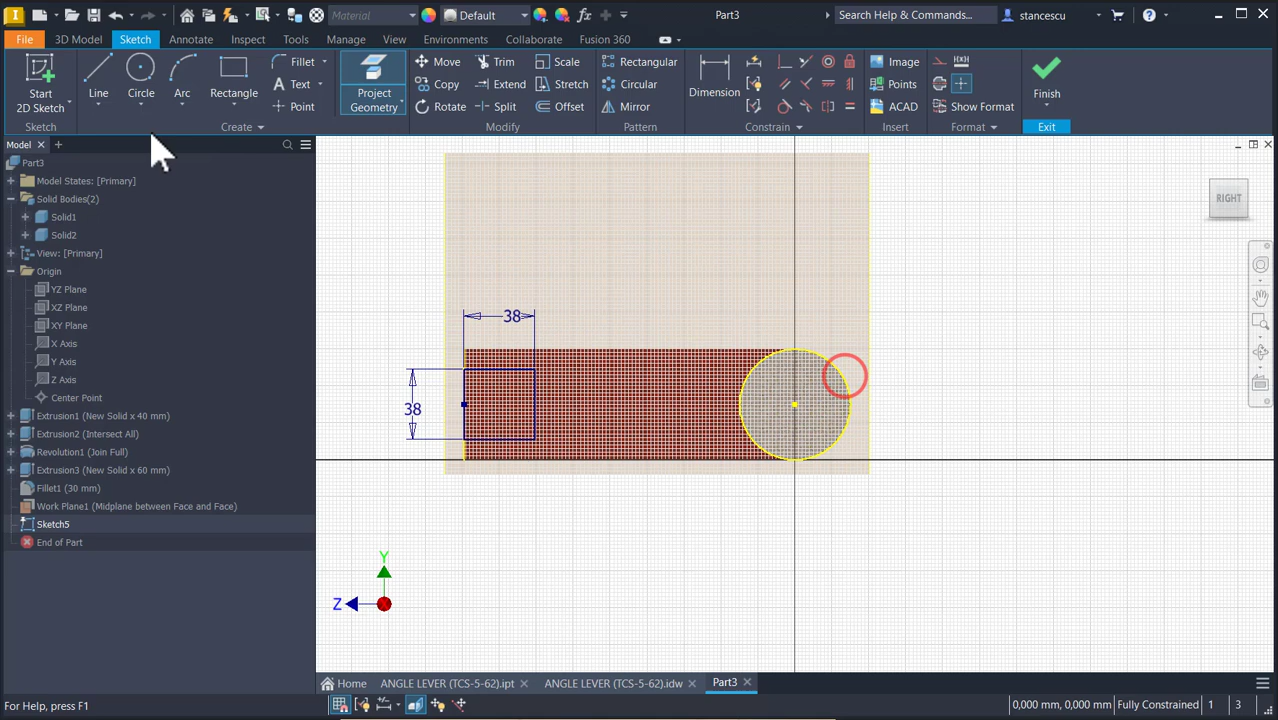 Material
Default
Part3
Search Help & Commands...
stancescu
File
3D Model
Sketch
Annotate
Inspect
Tools
Manage
View
Environments
Collaborate
Fusion 360
Start
2D Sketch
Line
Circle
Arc
Rectangle
Fillet
Text
Point
Project
Geometry
Move
Trim
Scale
Copy
Extend
Stretch
Rotate
Split
Offset
Rectangular
Circular
Mirror
Dimension
Image
Points
ACAD
Show Format
Finish
Sketch
Create
Modify
Pattern
Constrain
Insert
Format
Exit
Model
Part3
Model States: [Primary]
Solid Bodies(2)
Solid1
Solid2
View: [Primary]
Origin
YZ Plane
XZ Plane
XY Plane
X Axis
Y Axis
Z Axis
Center Point
Extrusion1 (New Solid x 40 mm)
Extrusion2 (Intersect All)
Revolution1 (Join Full)
Extrusion3 (New Solid x 60 mm)
Fillet1 (30 mm)
Work Plane1 (Midplane between Face and Face)
Sketch5
End of Part
RIGHT
38
38
Y
Z
Home
ANGLE LEVER (TCS-5-62).ipt
ANGLE LEVER (TCS-5-62).idw
Part3
For Help, press F1
0,000 mm, 0,000 mm
Fully Constrained
1
3